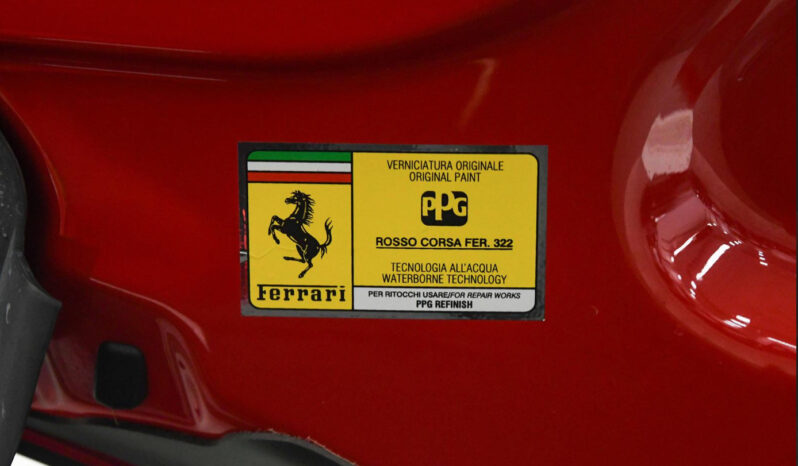 Ferrari
VERNICIATURA ORIGINALE
ORIGINAL PAINT
PPG
ROSSO CORSA FER. 322
TECNOLOGIA ALL'ACQUA
WATERBORNE TECHNOLOGY
PER RITOCCHI USARE/FOR REPAIR WORKS
PPG REFINISH